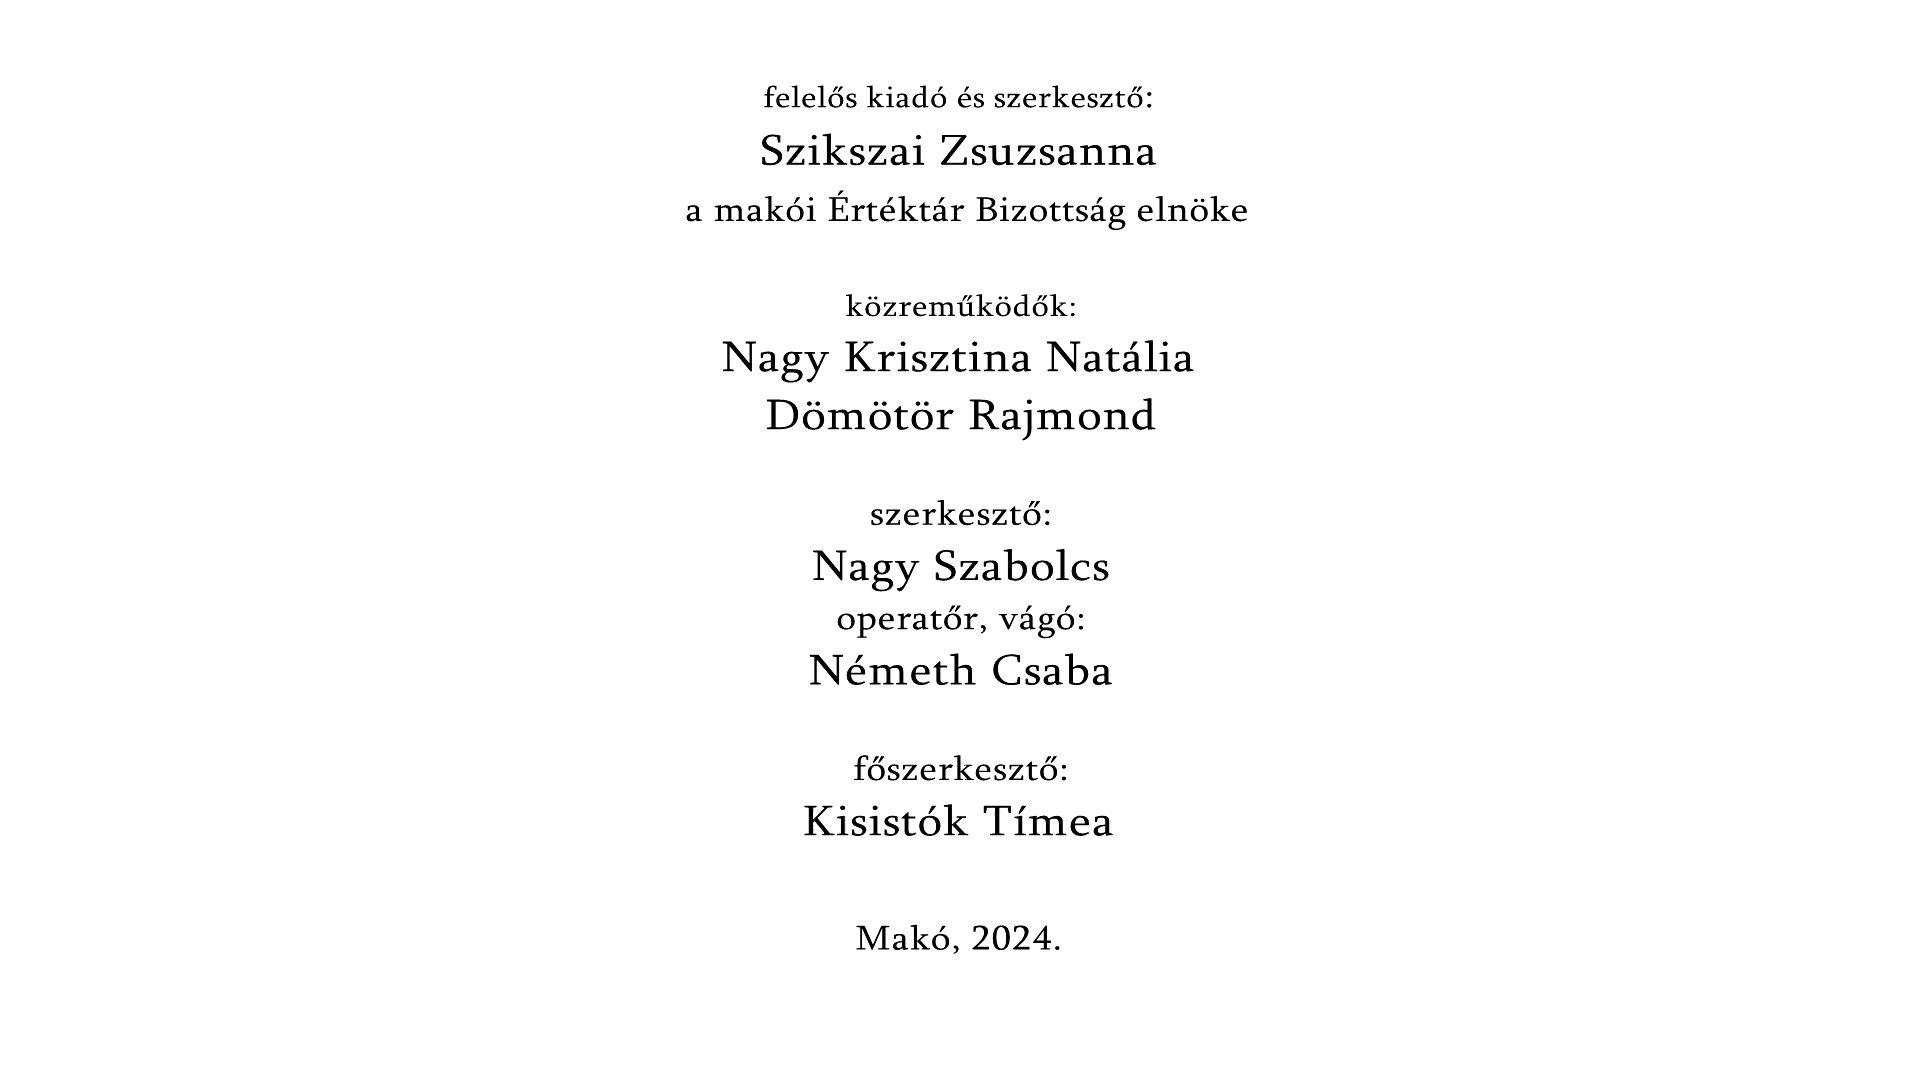 felelős kiadó és szerkesztő:
Szikszai Zsuzsanna
a makói Értéktár Bizottság elnöke
közreműködők:
Nagy Krisztina Natália
Dömötör Rajmond
szerkesztő:
Nagy Szabolcs
operatőr, vágó:
Németh Csaba
főszerkesztő:
Kisistók Tímea
Makó, 2024.